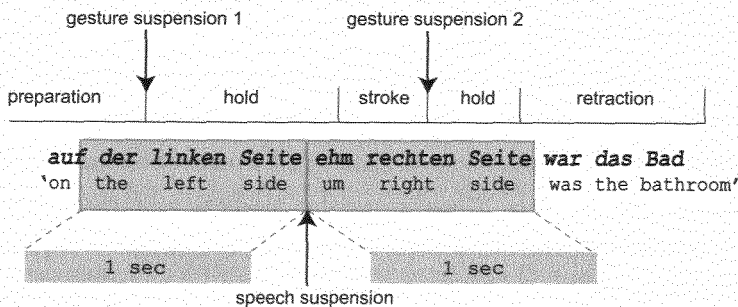 gesture suspension 1 gesture suspension 2
preparation hold stroke hold retraction
auf der linken Seite ehm rechten Seite war das Bad
‘on the left side um right side was the bathroom’
1 sec 1 sec
speech suspension